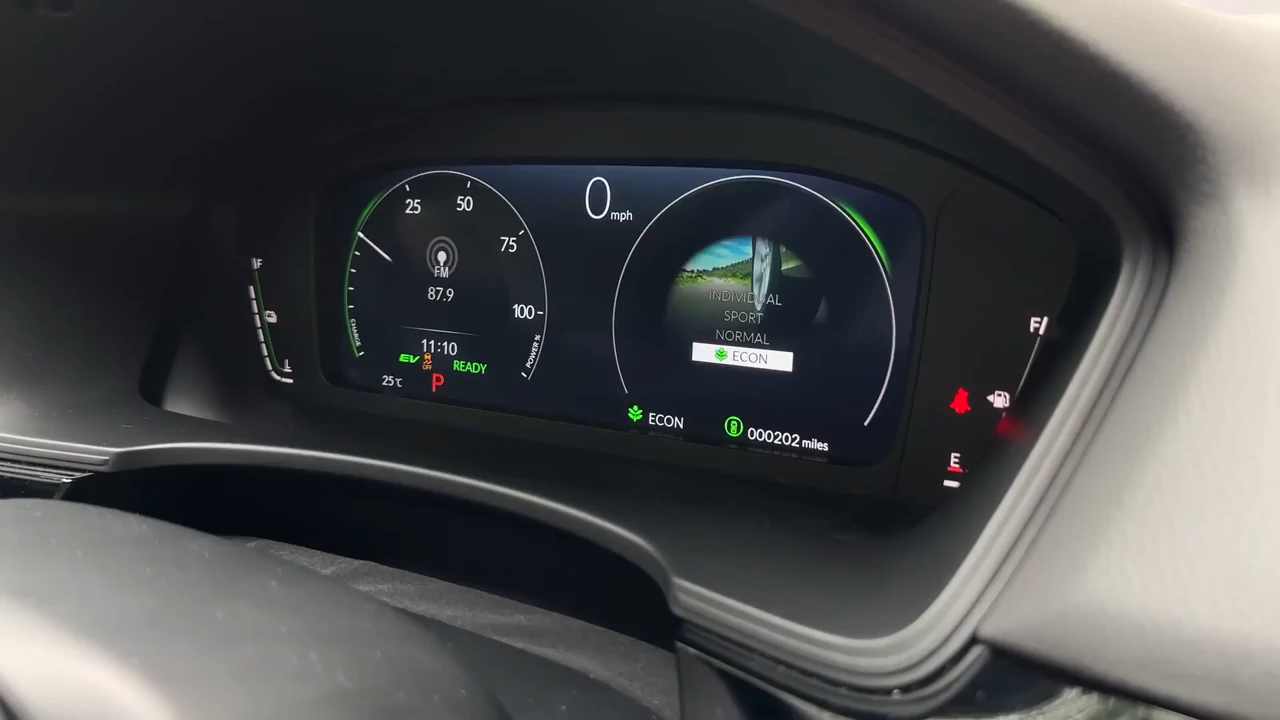 0 mph
25
50
75
100
POWER %
CHARGE
FM
87.9
11:10
EV
OFF
READY
25°C
P
F
L
INDIVIDUAL
SPORT
NORMAL
ECON
ECON
000202 miles
F
E